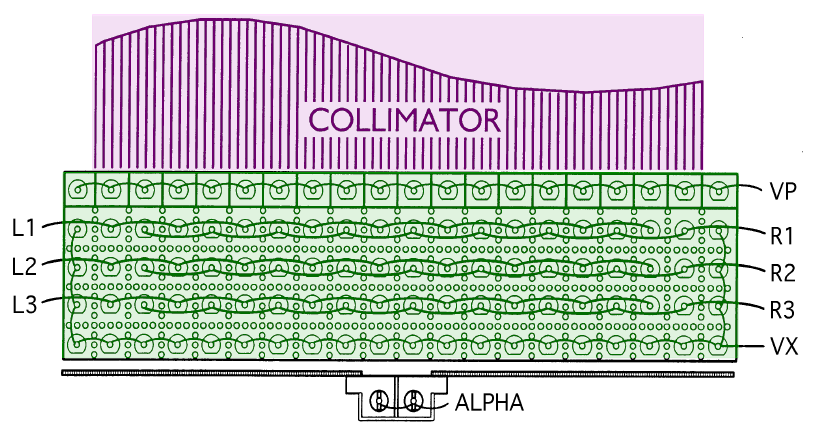 COLLIMATOR
VP
L1
R1
L2
R2
L3
R3
VX
ALPHA